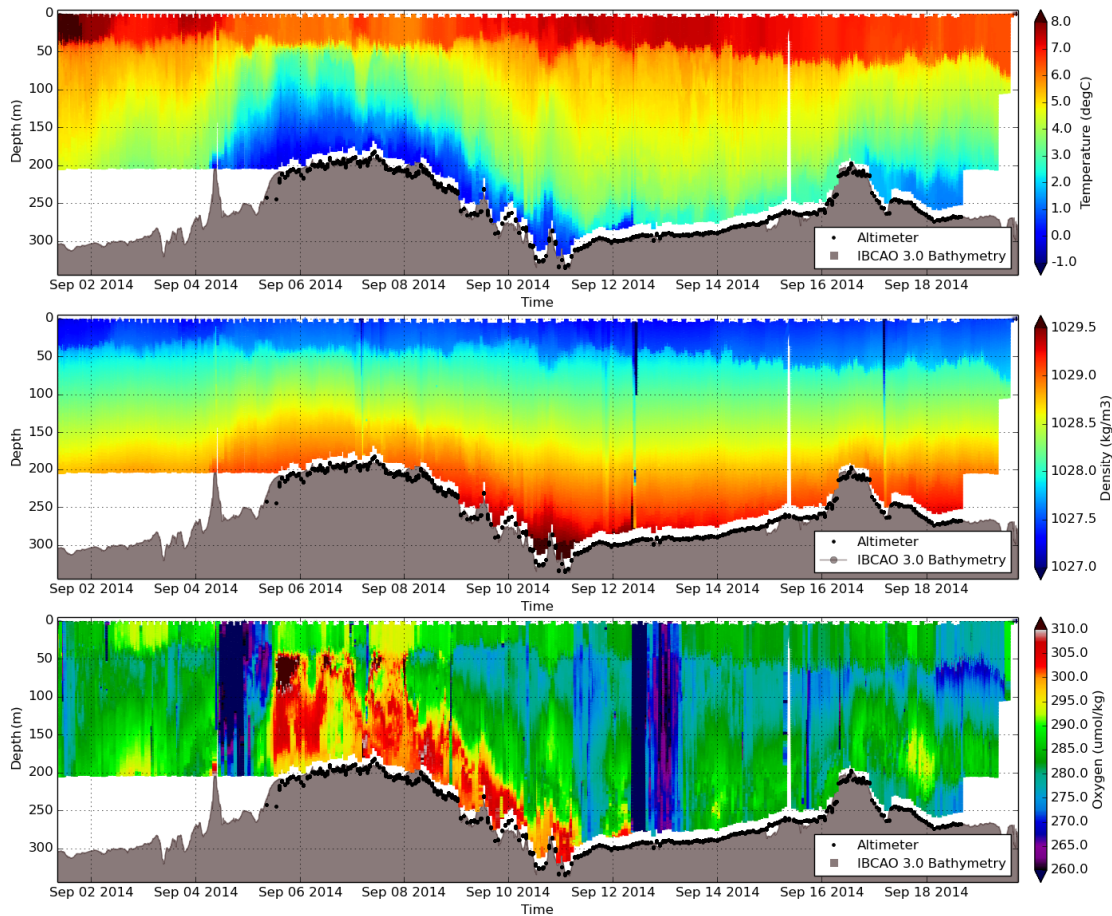 0
50
100
150
200
250
300
Depth (m)
Sep 02 2014 Sep 04 2014 Sep 06 2014 Sep 08 2014 Sep 10 2014 Sep 12 2014 Sep 14 2014 Sep 16 2014 Sep 18 2014
Time
Altimeter
IBCAO 3.0 Bathymetry
8.0
7.0
6.0
5.0
4.0
3.0
2.0
1.0
0.0
-1.0
Temperature (degC)
0
50
100
150
200
250
300
Depth
Sep 02 2014 Sep 04 2014 Sep 06 2014 Sep 08 2014 Sep 10 2014 Sep 12 2014 Sep 14 2014 Sep 16 2014 Sep 18 2014
Time
Altimeter
IBCAO 3.0 Bathymetry
1029.5
1029.0
1028.5
1028.0
1027.5
1027.0
Density (kg/m3)
0
50
100
150
200
250
300
Depth (m)
Sep 02 2014 Sep 04 2014 Sep 06 2014 Sep 08 2014 Sep 10 2014 Sep 12 2014 Sep 14 2014 Sep 16 2014 Sep 18 2014
Time
Altimeter
IBCAO 3.0 Bathymetry
310.0
305.0
300.0
295.0
290.0
285.0
280.0
275.0
270.0
265.0
260.0
Oxygen (umol/kg)